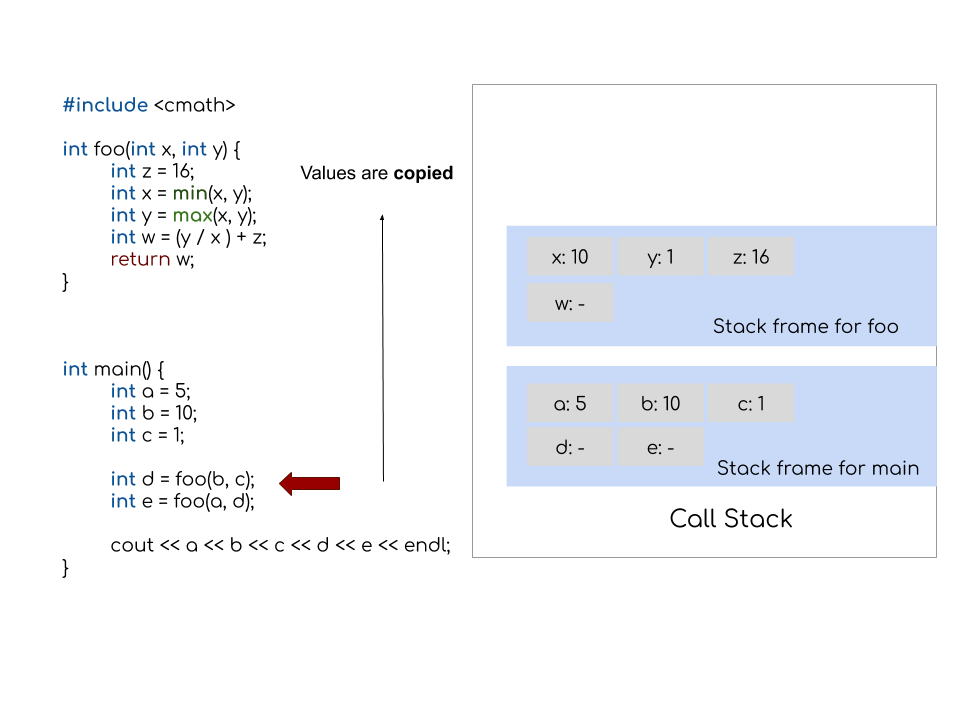 #include <cmath>
int foo(int x, int y) {
int z = 16;
int x = min(x, y);
int y = max(x, y);
int w = (y / x ) + z;
return w;
}
int main() {
int a = 5;
int b = 10;
int c = 1;
int d = foo(b, c);
int e = foo(a, d);
cout << a << b << c << d << e << endl;
}
Values are copied
x: 10 y: 1 z: 16
w: -
Stack frame for foo
a: 5 b: 10 c: 1
d: - e: -
Stack frame for main
Call Stack